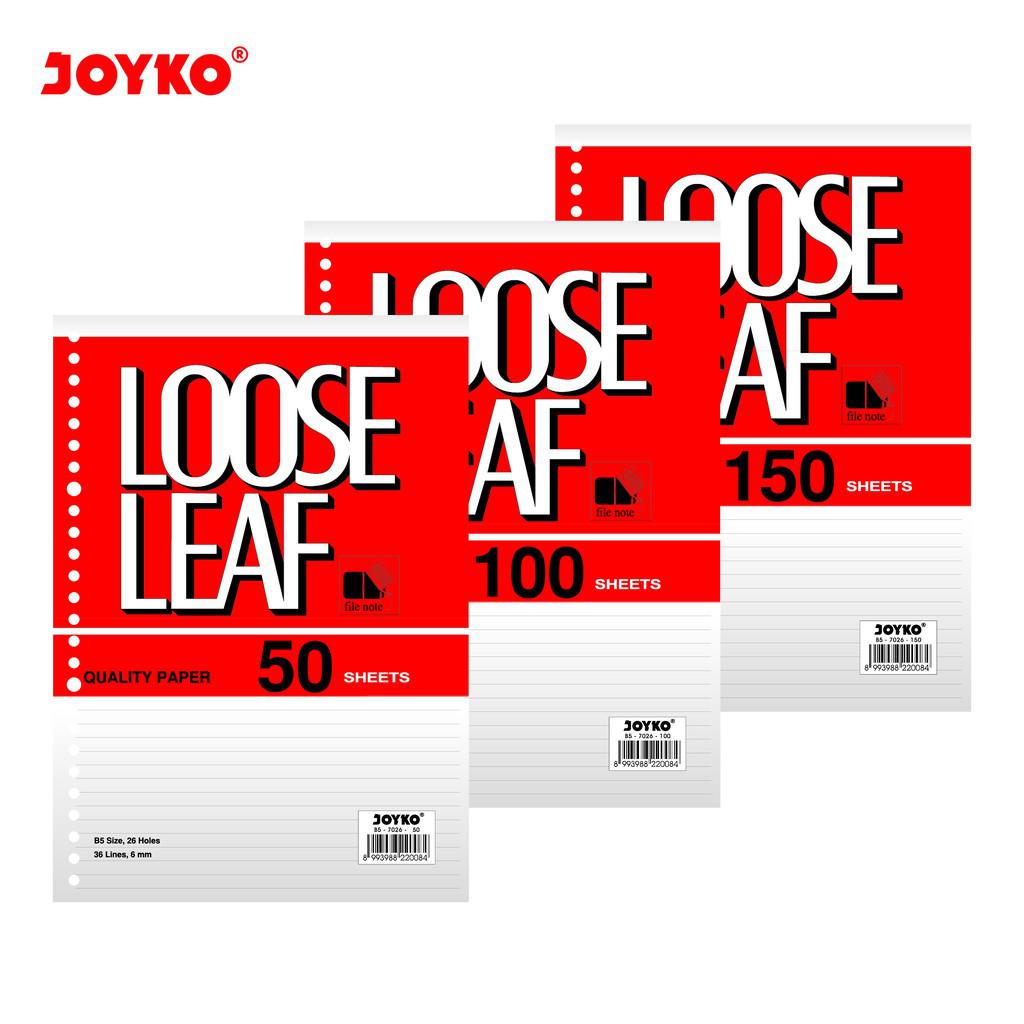 JOYKO®
LOOSE
LEAF
file note
QUALITY PAPER 50 SHEETS
B5 Size, 26 Holes
36 Lines, 6 mm
JOYKO®
B5 - 7026 - 50
8 993988 220084
LOOSE
LEAF
file note
100 SHEETS
JOYKO®
B5 - 7026 - 100
8 993988 220084
LOOSE
LEAF
file note
150 SHEETS
JOYKO®
B5 - 7026 - 150
8 993988 220084